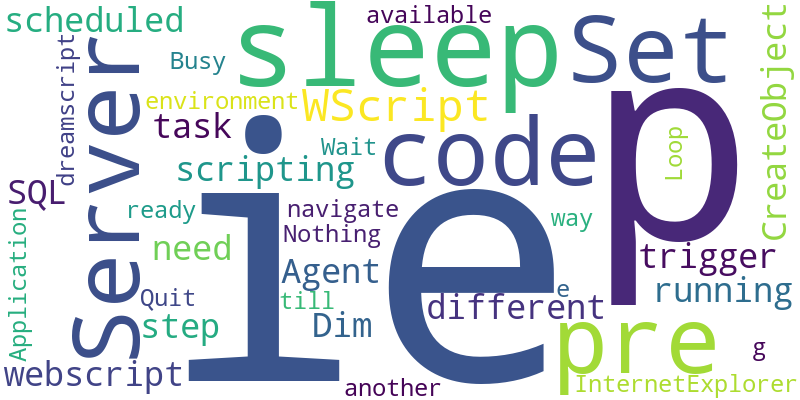 scheduled
available
sleep
Set
Busy
dreamscript
Server
environment
WScript
p
CreateObject
task
code
Wait
Loop
scripting
ie
SQL
ready
navigate
way
Nothing
Application
need
trigger
Agent
running
till
e
different
Quit
step
Dim
pre
g
webscript
another
InternetExplorer